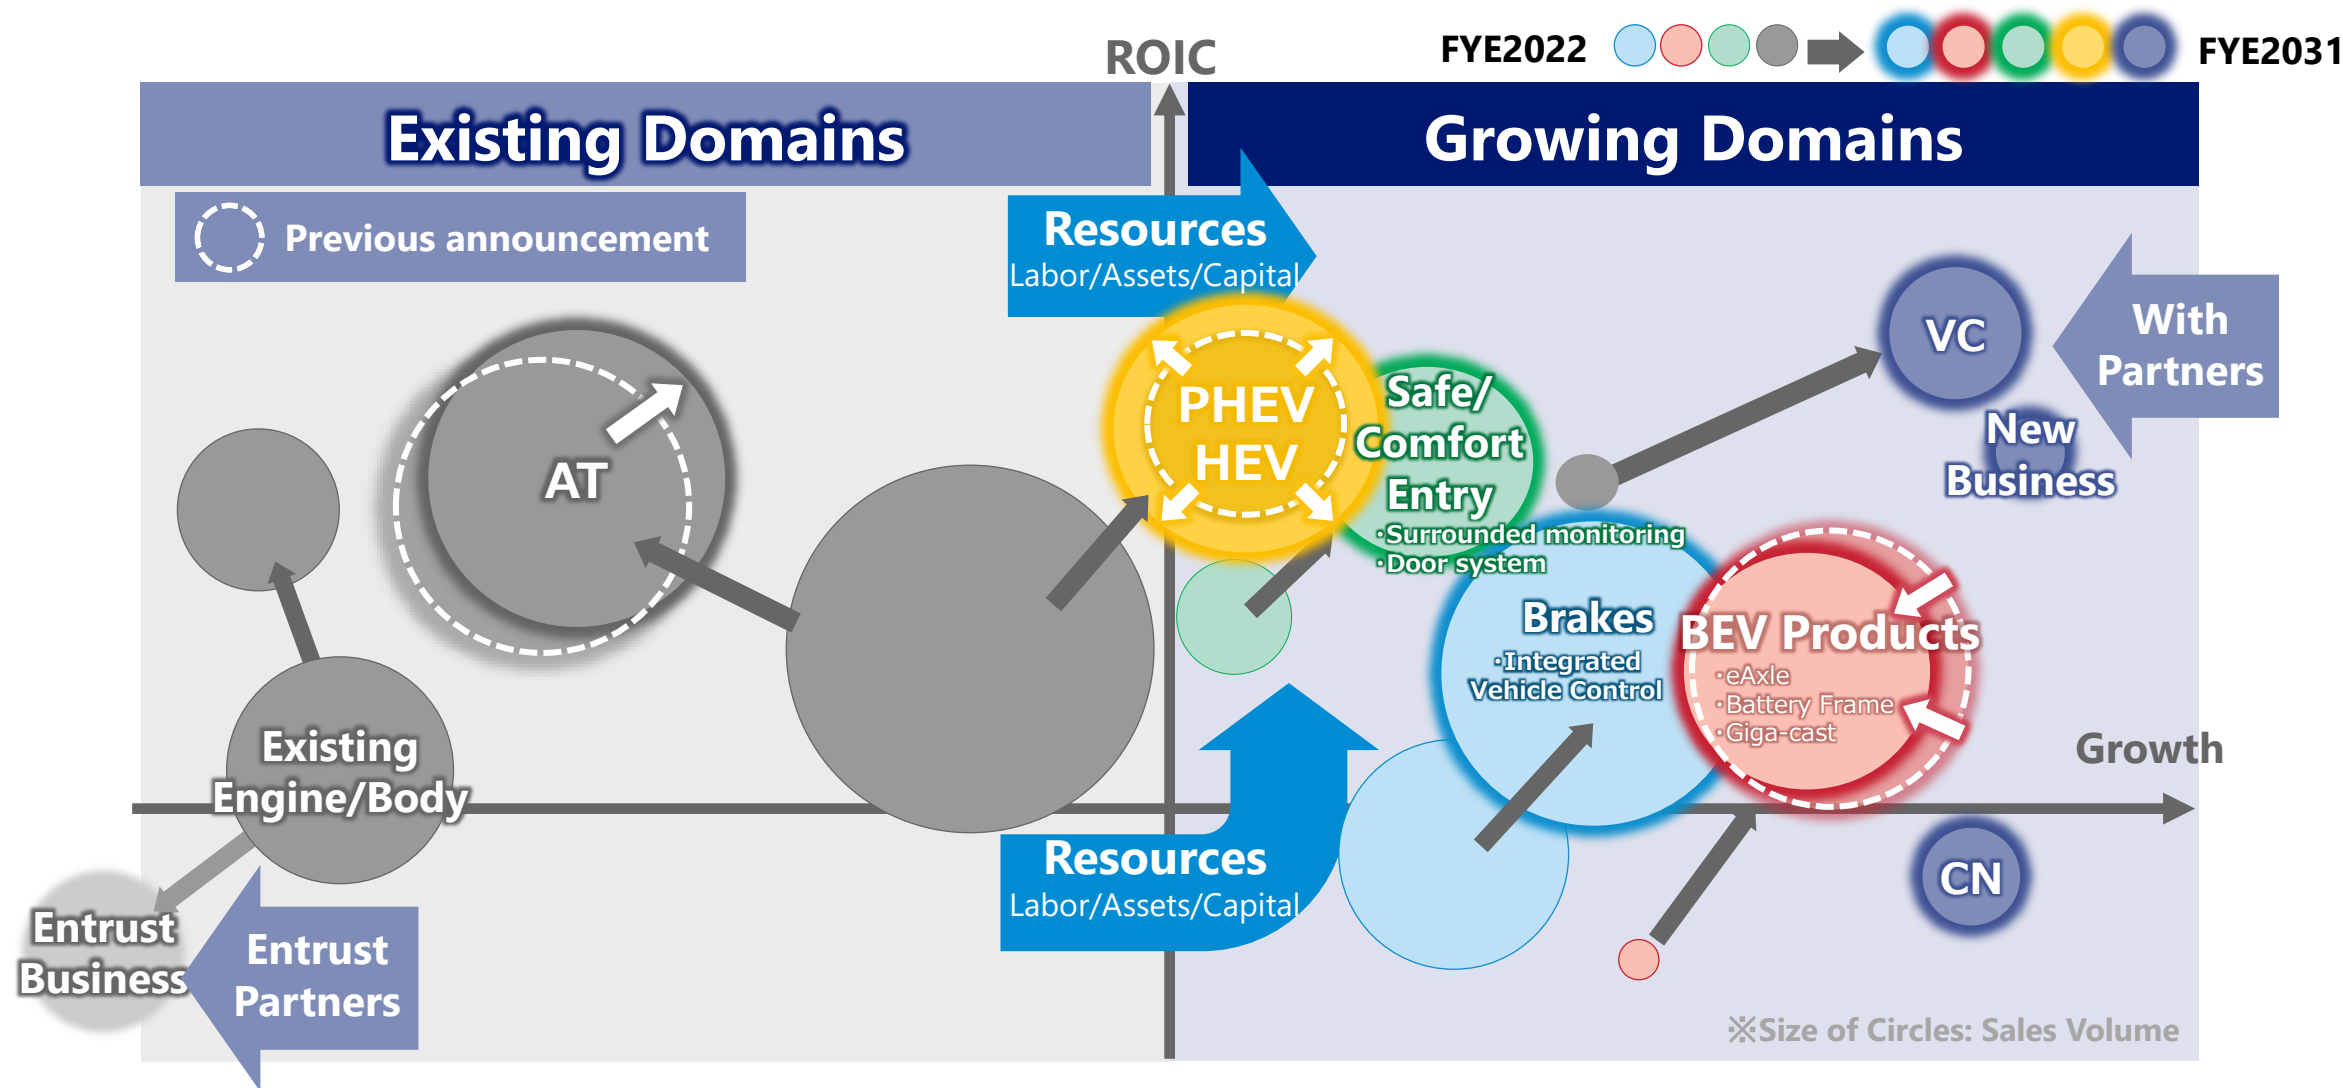 FYE2022
FYE2031
ROIC
Existing Domains
Growing Domains
Previous announcement
Resources
Labor/Assets/Capital
VC
With
Partners
New
Business
PHEV
HEV
Safe/
Comfort
Entry
・Surrounded monitoring
・Door system
AT
Brakes
・Integrated
Vehicle Control
BEV Products
・eAxle
・Battery Frame
・Giga-cast
Growth
Existing
Engine/Body
Resources
Labor/Assets/Capital
CN
Entrust
Business
Entrust
Partners
※Size of Circles: Sales Volume